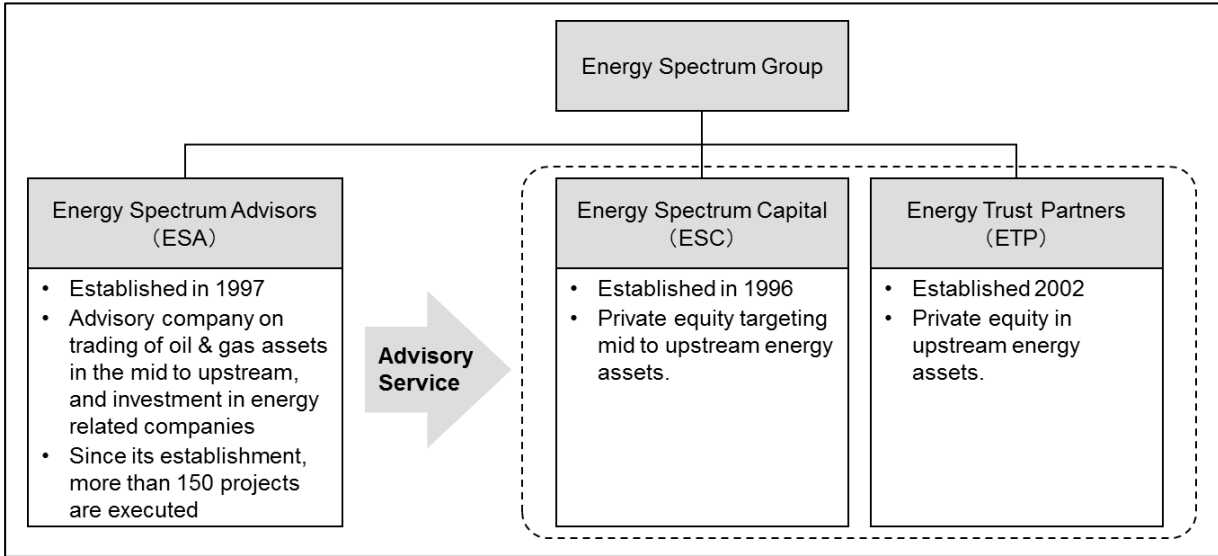 Energy Spectrum Group
Energy Spectrum Advisors
（ESA）
• Established in 1997
• Advisory company on
trading of oil & gas assets
in the mid to upstream,
and investment in energy
related companies
• Since its establishment,
more than 150 projects
are executed
Advisory
Service
Energy Spectrum Capital
（ESC）
• Established in 1996
• Private equity targeting
mid to upstream energy
assets.
Energy Trust Partners
（ETP）
• Established 2002
• Private equity in
upstream energy
assets.